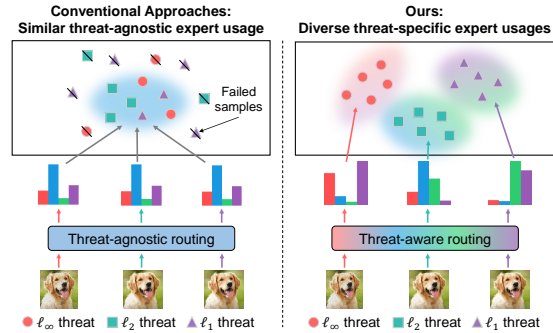 Conventional Approaches:
Similar threat-agnostic expert usage
Failed
samples
Threat-agnostic routing
ℓ∞ threat
ℓ2 threat
ℓ1 threat
Ours:
Diverse threat-specific expert usages
Threat-aware routing
ℓ∞ threat
ℓ2 threat
ℓ1 threat